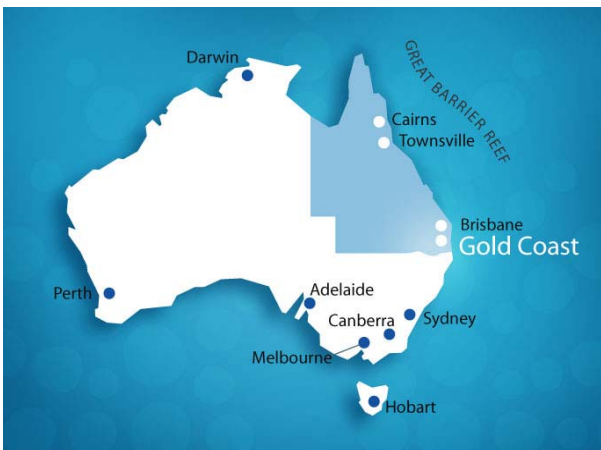 Darwin
GREAT BARRIER REEF
Cairns
Townsville
Brisbane
Gold Coast
Perth
Adelaide
Canberra
Sydney
Melbourne
Hobart